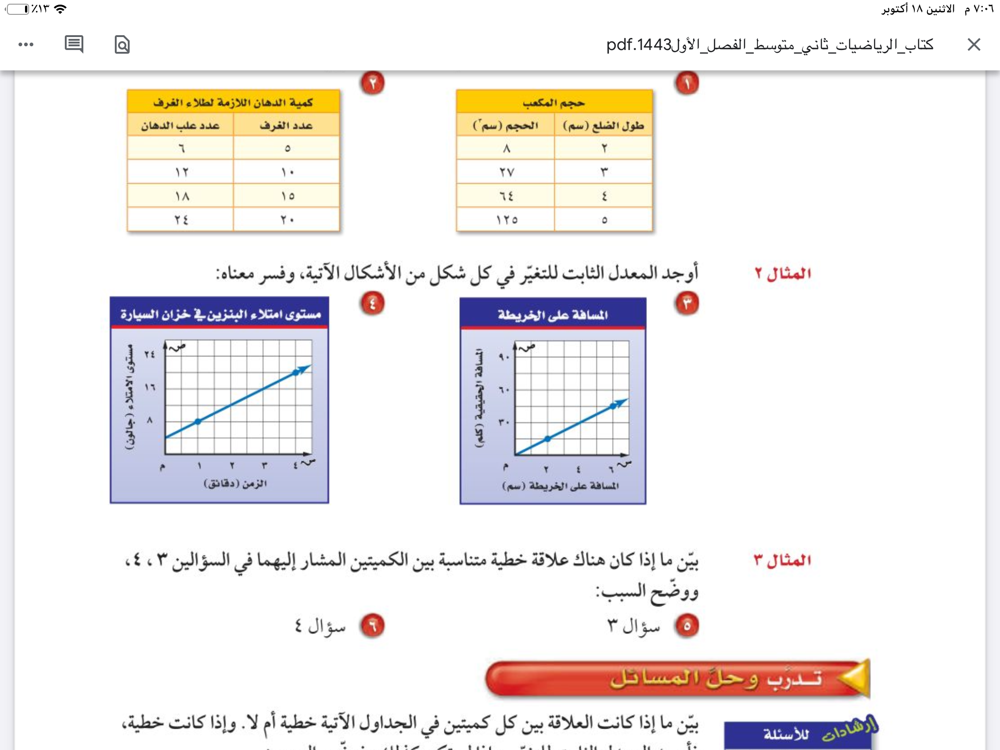 ٧:٠٦ م الاثنين ١٨ أكتوبر
٪١٣
كتاب_الرياضيات_ثاني_متوسط_الفصل_الأول1443.pdf
١
حجم المكعب
طول الضلع (سم) الحجم (سم٣)
٢ ٨
٣ ٢٧
٤ ٦٤
٥ ١٢٥
٢
كمية الدهان اللازمة لطلاء الغرف
عدد الغرف عدد علب الدهان
٥ ٦
١٠ ١٢
١٥ ١٨
٢٠ ٢٤
المثال ٢
أوجد المعدل الثابت للتغيّر في كل شكل من الأشكال الآتية، وفسر معناه:
٣
المسافة على الخريطة
المسافة الحقيقية (كلم)
ص
٩٠
٦٠
٣٠
م ٢ ٤ ٦ س
المسافة على الخريطة (سم)
٤
مستوى امتلاء البنزين في خزان السيارة
مستوى الامتلاء (جالون)
ص
٢٤
١٦
٨
م ١ ٢ ٣ ٤ س
الزمن (دقائق)
المثال ٣
بيّن ما إذا كان هناك علاقة خطية متناسبة بين الكميتين المشار إليهما في السؤالين ٣ ، ٤،
ووضّح السبب:
٥ سؤال ٣
٦ سؤال ٤
تـدرّب وحلّ المسائل
إرشادات للأسئلة
بيّن ما إذا كانت العلاقة بين كل كميتين في الجداول الآتية خطية أم لا. وإذا كانت خطية،